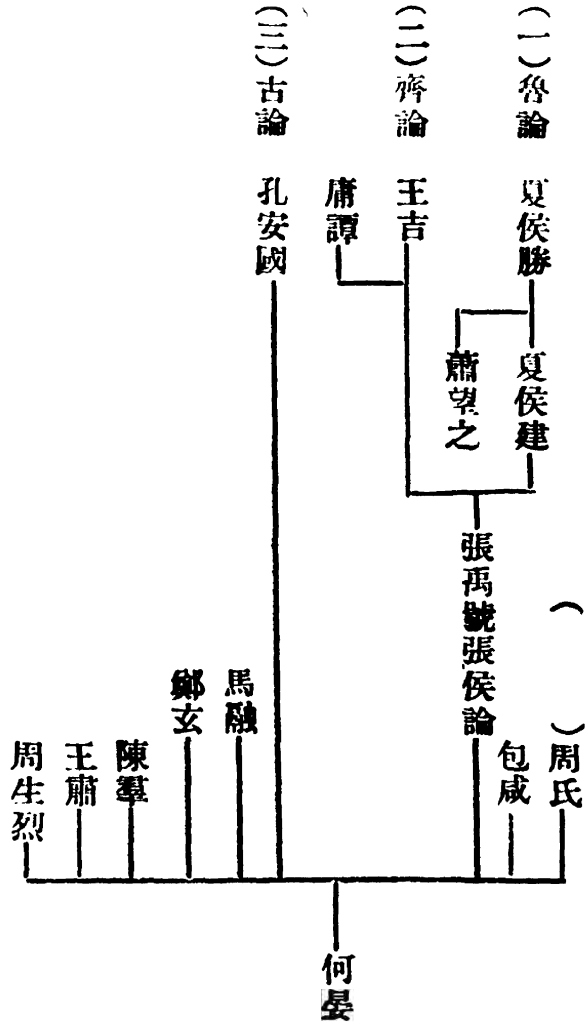 (一)魯論 夏侯勝
夏侯建
蕭望之
(二)齊論 王吉
庸譚
張禹號張侯論
(三)古論 孔安國
( )周氏
包咸
馬融
鄭玄
陳羣
王肅
周生烈
何晏